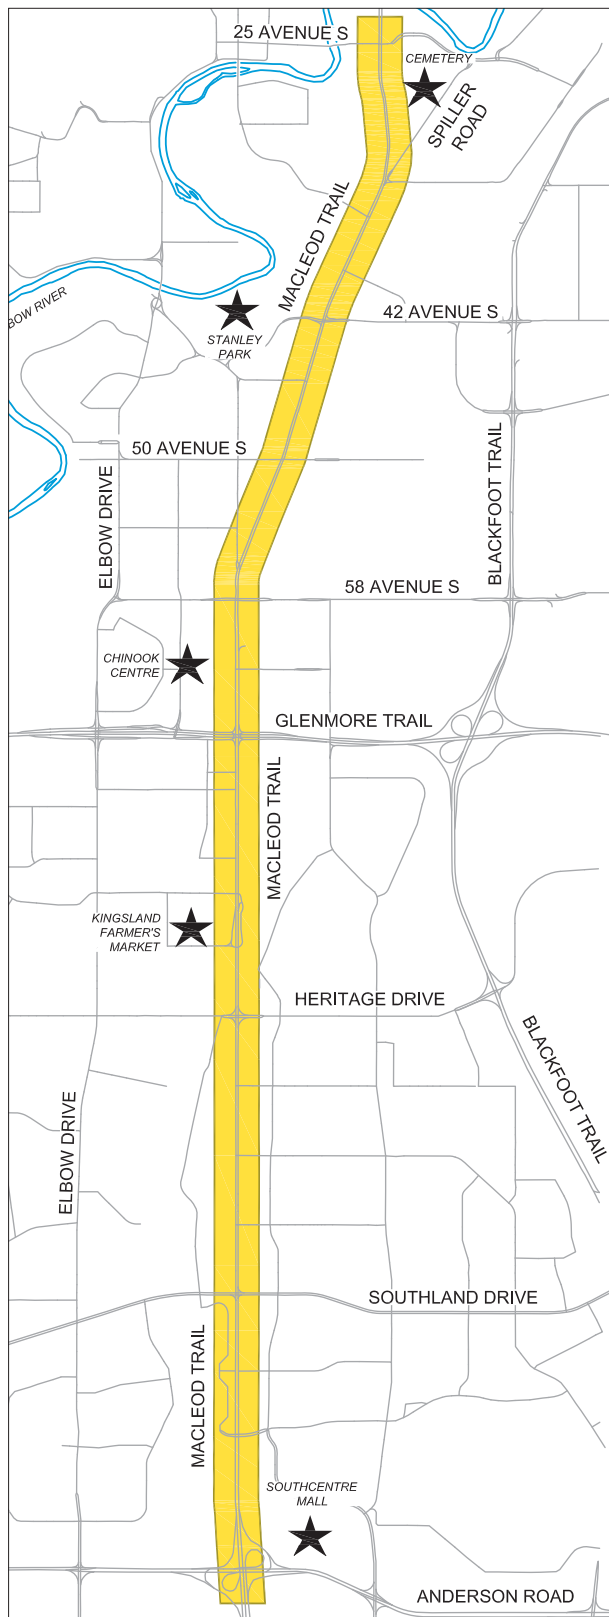 25 AVENUE S
CEMETERY
SPILLER
ROAD
MACLEOD TRAIL
BOW RIVER
STANLEY
PARK
42 AVENUE S
50 AVENUE S
ELBOW DRIVE
BLACKFOOT TRAIL
58 AVENUE S
CHINOOK
CENTRE
GLENMORE TRAIL
MACLEOD TRAIL
KINGSLAND
FARMER'S
MARKET
HERITAGE DRIVE
BLACKFOOT TRAIL
ELBOW DRIVE
SOUTHLAND DRIVE
MACLEOD TRAIL
SOUTHCENTRE
MALL
ANDERSON ROAD